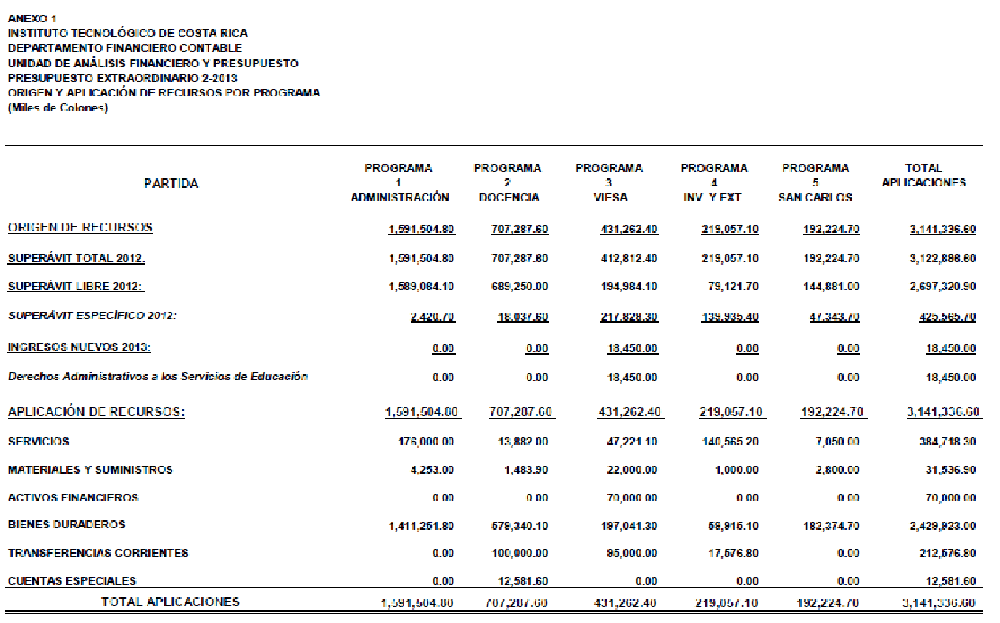 ANEXO 1
INSTITUTO TECNOLÓGICO DE COSTA RICA
DEPARTAMENTO FINANCIERO CONTABLE
UNIDAD DE ANÁLISIS FINANCIERO Y PRESUPUESTO
PRESUPUESTO EXTRAORDINARIO 2-2013
ORIGEN Y APLICACIÓN DE RECURSOS POR PROGRAMA
(Miles de Colones)
PARTIDA PROGRAMA 1 ADMINISTRACIÓN PROGRAMA 2 DOCENCIA PROGRAMA 3 VIESA PROGRAMA 4 INV. Y EXT. PROGRAMA 5 SAN CARLOS TOTAL APLICACIONES
ORIGEN DE RECURSOS 1,591,504.80 707,287.60 431,262.40 219,057.10 192,224.70 3,141,336.60
SUPERÁVIT TOTAL 2012: 1,591,504.80 707,287.60 412,812.40 219,057.10 192,224.70 3,122,886.60
SUPERÁVIT LIBRE 2012: 1,589,084.10 689,250.00 194,984.10 79,121.70 144,881.00 2,697,320.90
SUPERÁVIT ESPECÍFICO 2012: 2,420.70 18,037.60 217,828.30 139,935.40 47,343.70 425,565.70
INGRESOS NUEVOS 2013: 0.00 0.00 18,450.00 0.00 0.00 18,450.00
Derechos Administrativos a los Servicios de Educación 0.00 0.00 18,450.00 0.00 0.00 18,450.00
APLICACIÓN DE RECURSOS: 1,591,504.80 707,287.60 431,262.40 219,057.10 192,224.70 3,141,336.60
SERVICIOS 176,000.00 13,882.00 47,221.10 140,565.20 7,050.00 384,718.30
MATERIALES Y SUMINISTROS 4,253.00 1,483.90 22,000.00 1,000.00 2,800.00 31,536.90
ACTIVOS FINANCIEROS 0.00 0.00 70,000.00 0.00 0.00 70,000.00
BIENES DURADEROS 1,411,251.80 579,340.10 197,041.30 59,915.10 182,374.70 2,429,923.00
TRANSFERENCIAS CORRIENTES 0.00 100,000.00 95,000.00 17,576.80 0.00 212,576.80
CUENTAS ESPECIALES 0.00 12,581.60 0.00 0.00 0.00 12,581.60
TOTAL APLICACIONES 1,591,504.80 707,287.60 431,262.40 219,057.10 192,224.70 3,141,336.60